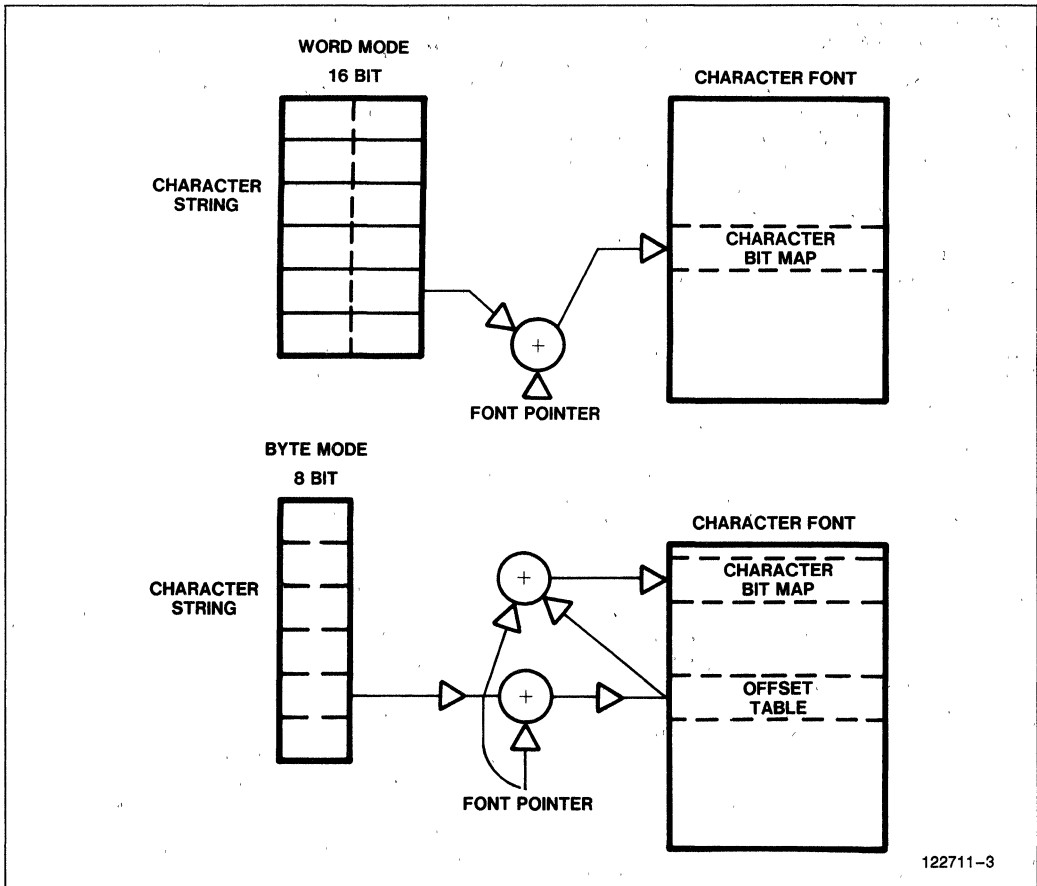 WORD MODE
16 BIT
CHARACTER FONT
CHARACTER
STRING
CHARACTER
BIT MAP
+
FONT POINTER
BYTE MODE
8 BIT
CHARACTER FONT
CHARACTER
STRING
+
CHARACTER
BIT MAP
+
OFFSET
TABLE
FONT POINTER
122711–3